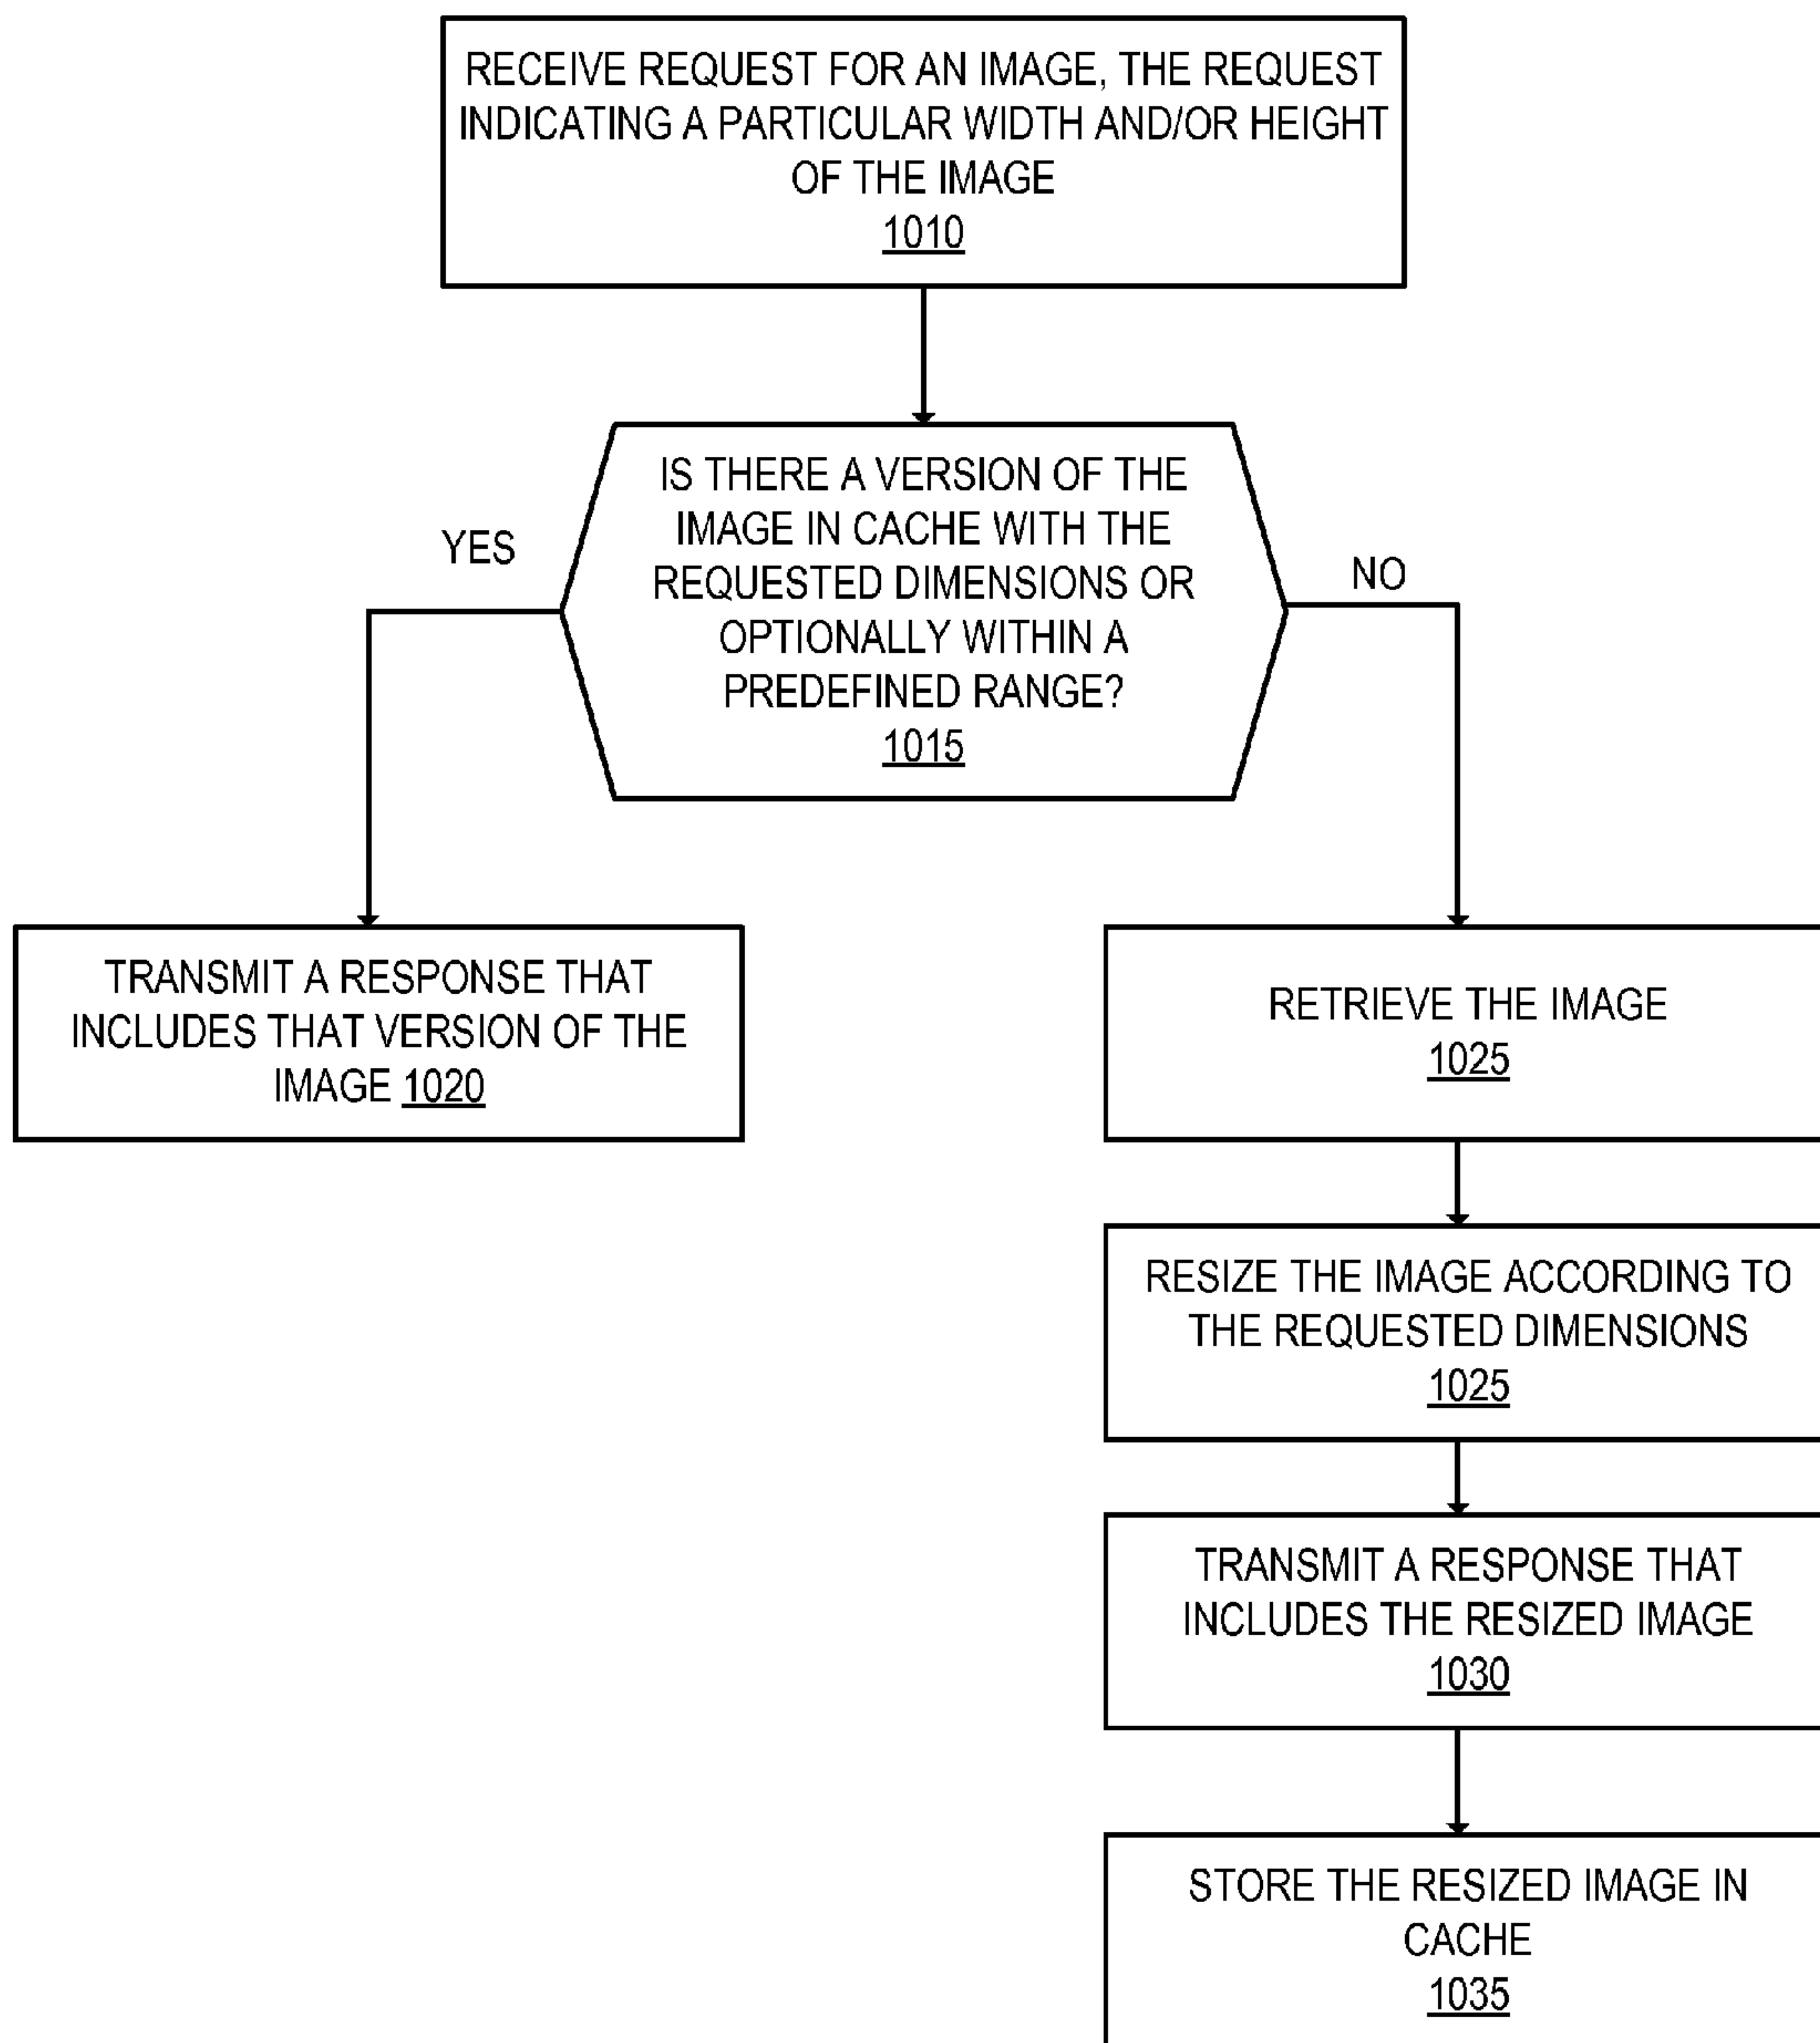 RECEIVE REQUEST FOR AN IMAGE, THE REQUEST
INDICATING A PARTICULAR WIDTH AND/OR HEIGHT
OF THE IMAGE
1010
IS THERE A VERSION OF THE
IMAGE IN CACHE WITH THE
REQUESTED DIMENSIONS OR
OPTIONALLY WITHIN A
PREDEFINED RANGE?
1015
YES
NO
TRANSMIT A RESPONSE THAT
INCLUDES THAT VERSION OF THE
IMAGE 1020
RETRIEVE THE IMAGE
1025
RESIZE THE IMAGE ACCORDING TO
THE REQUESTED DIMENSIONS
1025
TRANSMIT A RESPONSE THAT
INCLUDES THE RESIZED IMAGE
1030
STORE THE RESIZED IMAGE IN
CACHE
1035